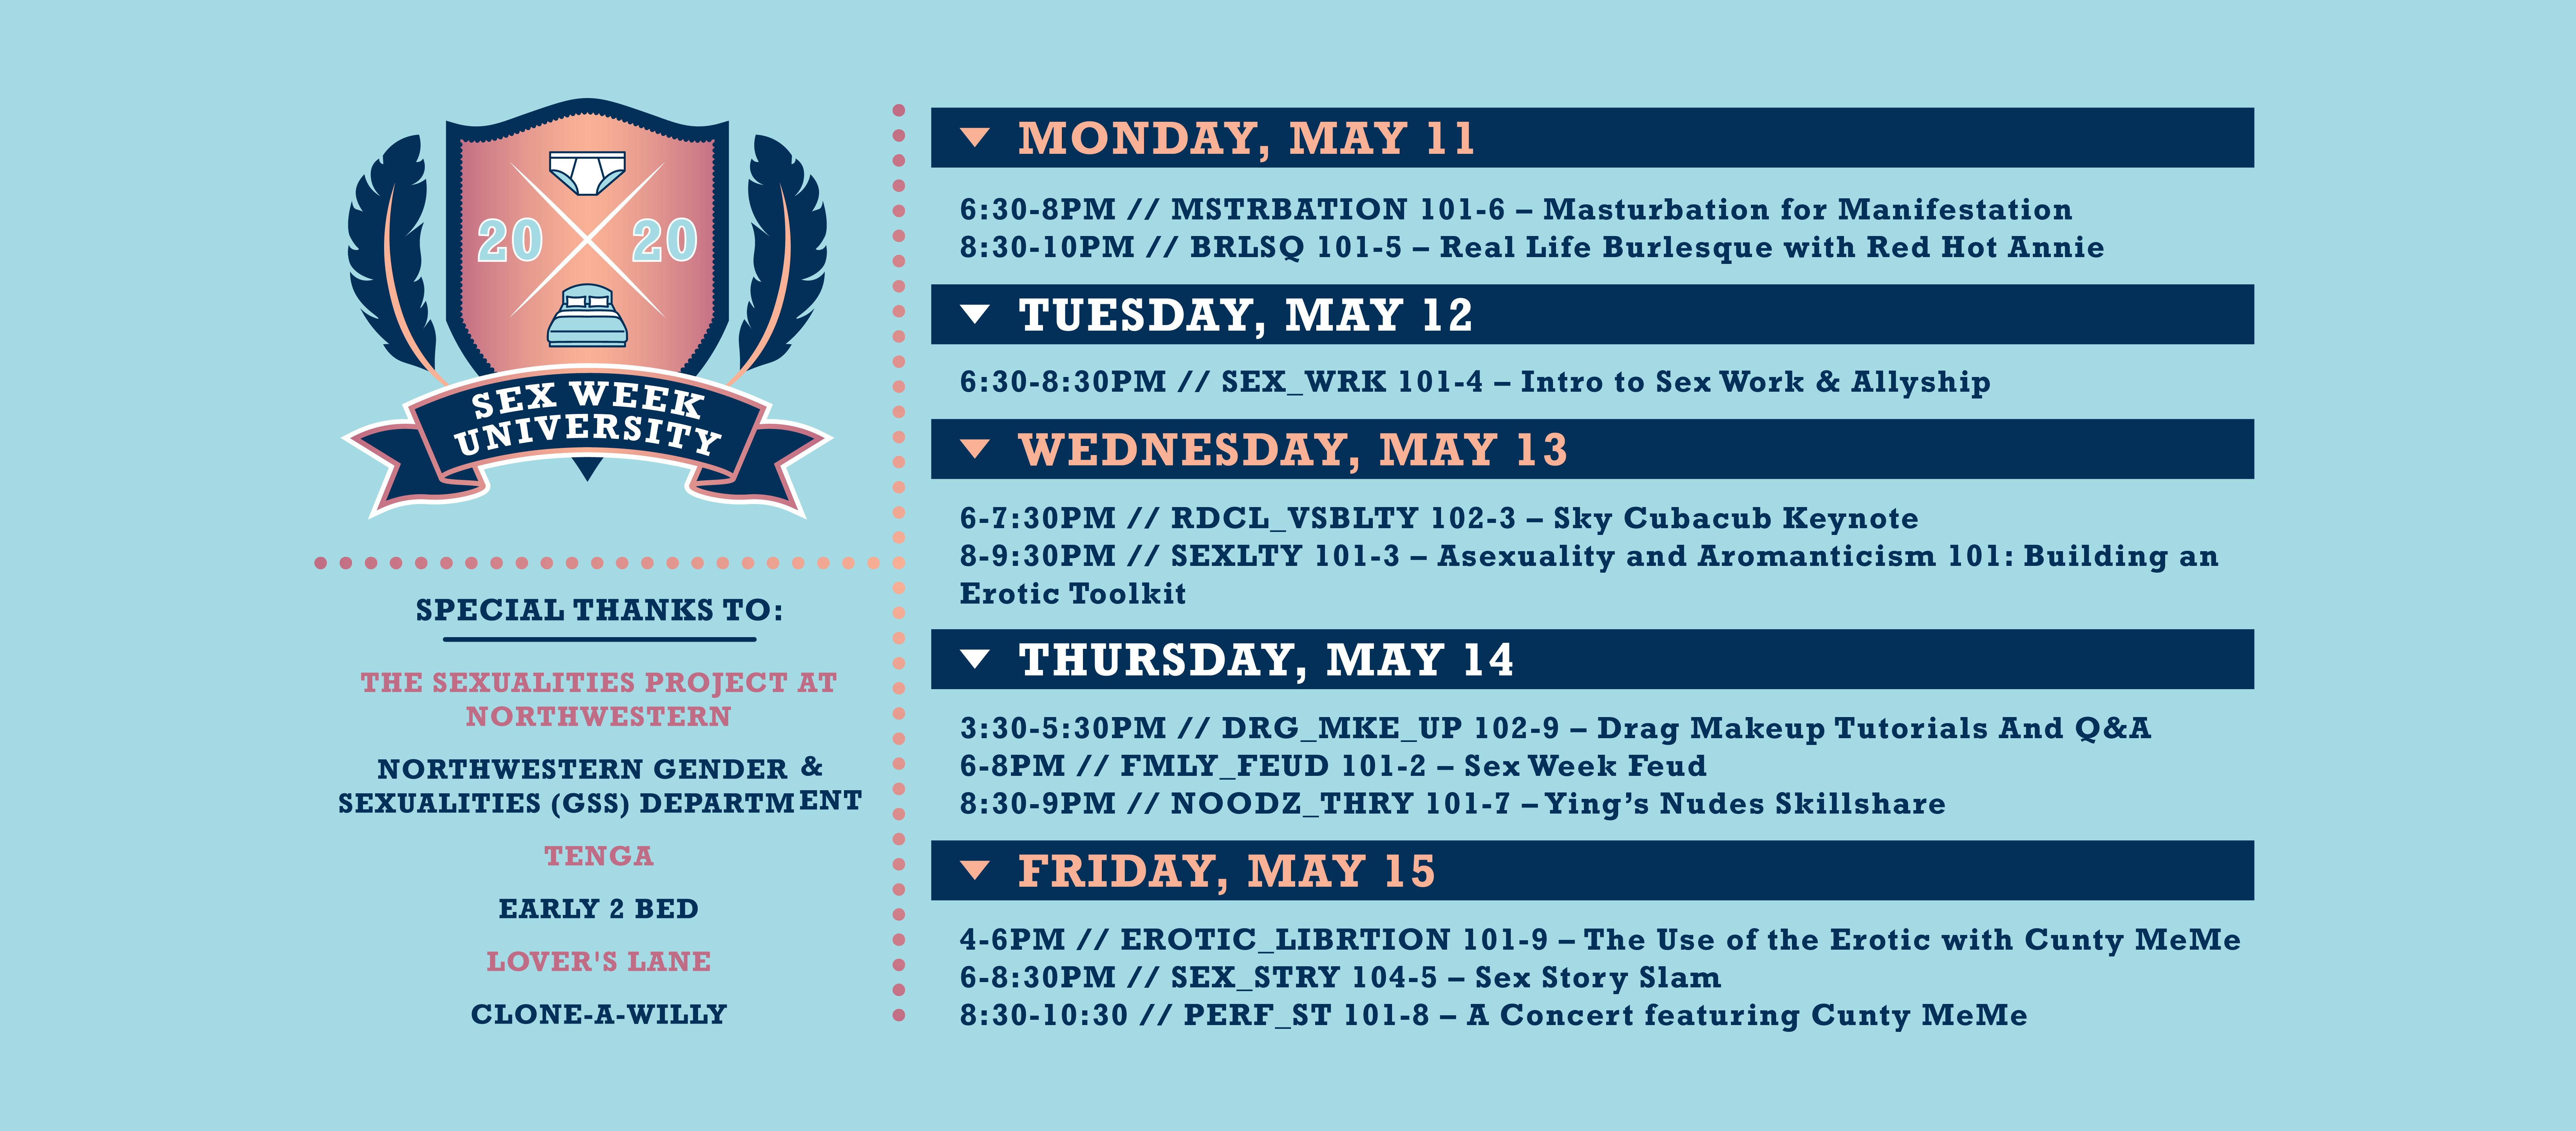 20 20
SEX WEEK
UNIVERSITY
SPECIAL THANKS TO:
THE SEXUALITIES PROJECT AT
NORTHWESTERN
NORTHWESTERN GENDER &
SEXUALITIES (GSS) DEPARTMENT
TENGA
EARLY 2 BED
LOVER'S LANE
CLONE-A-WILLY
MONDAY, MAY 11
6:30-8PM // MSTRBATION 101-6 – Masturbation for Manifestation
8:30-10PM // BRLSQ 101-5 – Real Life Burlesque with Red Hot Annie
TUESDAY, MAY 12
6:30-8:30PM // SEX_WRK 101-4 – Intro to Sex Work & Allyship
WEDNESDAY, MAY 13
6-7:30PM // RDCL_VSBLTY 102-3 – Sky Cubacub Keynote
8-9:30PM // SEXLTY 101-3 – Asexuality and Aromanticism 101: Building an
Erotic Toolkit
THURSDAY, MAY 14
3:30-5:30PM // DRG_MKE_UP 102-9 – Drag Makeup Tutorials And Q&A
6-8PM // FMLY_FEUD 101-2 – Sex Week Feud
8:30-9PM // NOODZ_THRY 101-7 – Ying’s Nudes Skillshare
FRIDAY, MAY 15
4-6PM // EROTIC_LIBRTION 101-9 – The Use of the Erotic with Cunty MeMe
6-8:30PM // SEX_STRY 104-5 – Sex Story Slam
8:30-10:30 // PERF_ST 101-8 – A Concert featuring Cunty MeMe